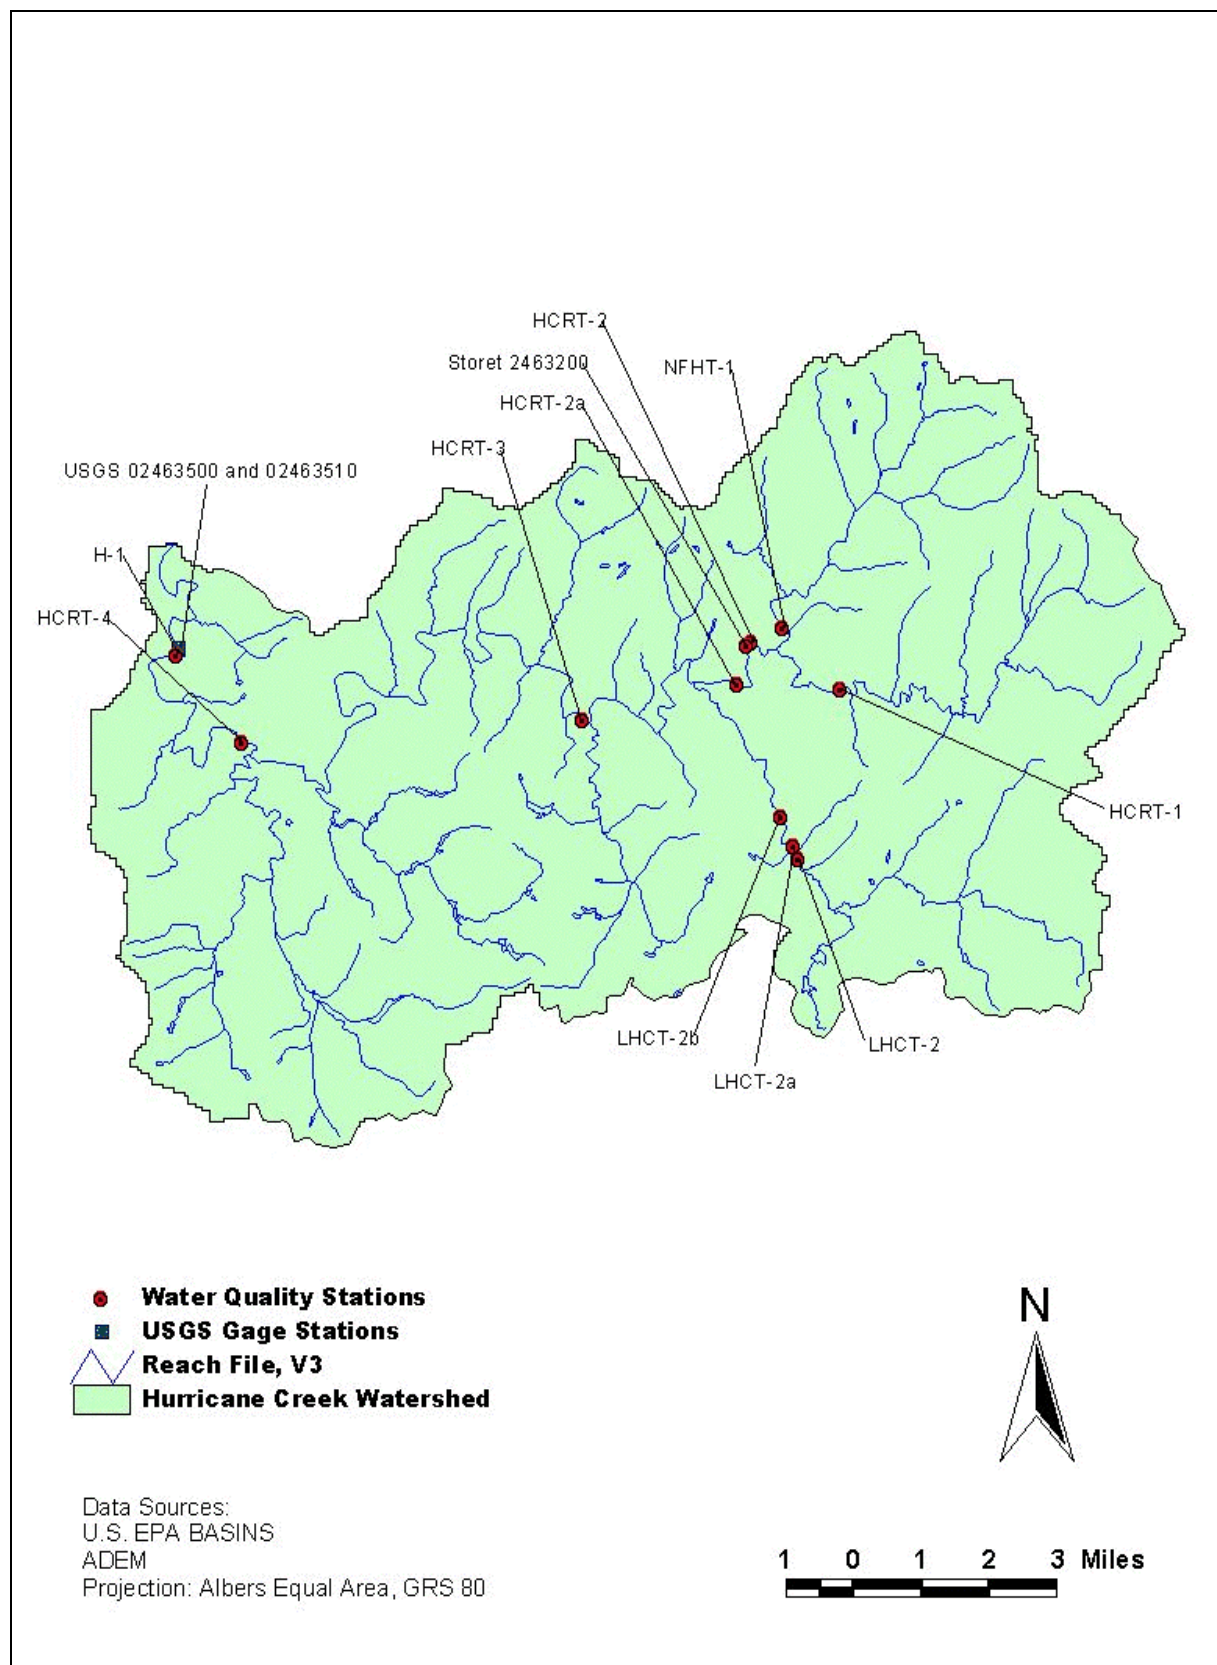 HCRT-2
Storet 2463200
NFHT-1
HCRT-2a
HCRT-3
USGS 02463500 and 02463510
H-1
HCRT-4
HCRT-1
LHCT-2b
LHCT-2
LHCT-2a
Water Quality Stations
USGS Gage Stations
Reach File, V3
Hurricane Creek Watershed
N
Data Sources:
U.S. EPA BASINS
ADEM
Projection: Albers Equal Area, GRS 80
1 0 1 2 3 Miles